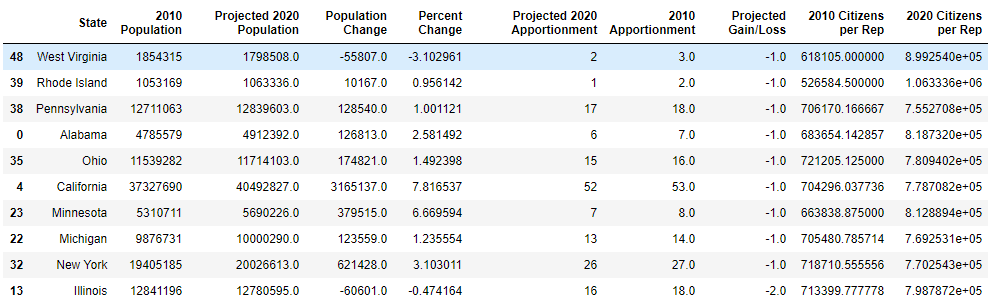 State 2010 Population Projected 2020 Population Population Change Percent Change Projected 2020 Apportionment 2010 Apportionment Projected Gain/Loss 2010 Citizens per Rep 2020 Citizens per Rep
48 West Virginia 1854315 1798508.0 -55807.0 -3.102961 2 3.0 -1.0 618105.000000 8.992540e+05
39 Rhode Island 1053169 1063336.0 10167.0 0.956142 1 2.0 -1.0 526584.500000 1.063336e+06
38 Pennsylvania 12711063 12839603.0 128540.0 1.001121 17 18.0 -1.0 706170.166667 7.552708e+05
0 Alabama 4785579 4912392.0 126813.0 2.581492 6 7.0 -1.0 683654.142857 8.187320e+05
35 Ohio 11539282 11714103.0 174821.0 1.492398 15 16.0 -1.0 721205.125000 7.809402e+05
4 California 37327690 40492827.0 3165137.0 7.816537 52 53.0 -1.0 704296.037736 7.787082e+05
23 Minnesota 5310711 5690226.0 379515.0 6.669594 7 8.0 -1.0 663838.875000 8.128894e+05
22 Michigan 9876731 10000290.0 123559.0 1.235554 13 14.0 -1.0 705480.785714 7.692531e+05
32 New York 19405185 20026613.0 621428.0 3.103011 26 27.0 -1.0 718710.555556 7.702543e+05
13 Illinois 12841196 12780595.0 -60601.0 -0.474164 16 18.0 -2.0 713399.777778 7.987872e+05